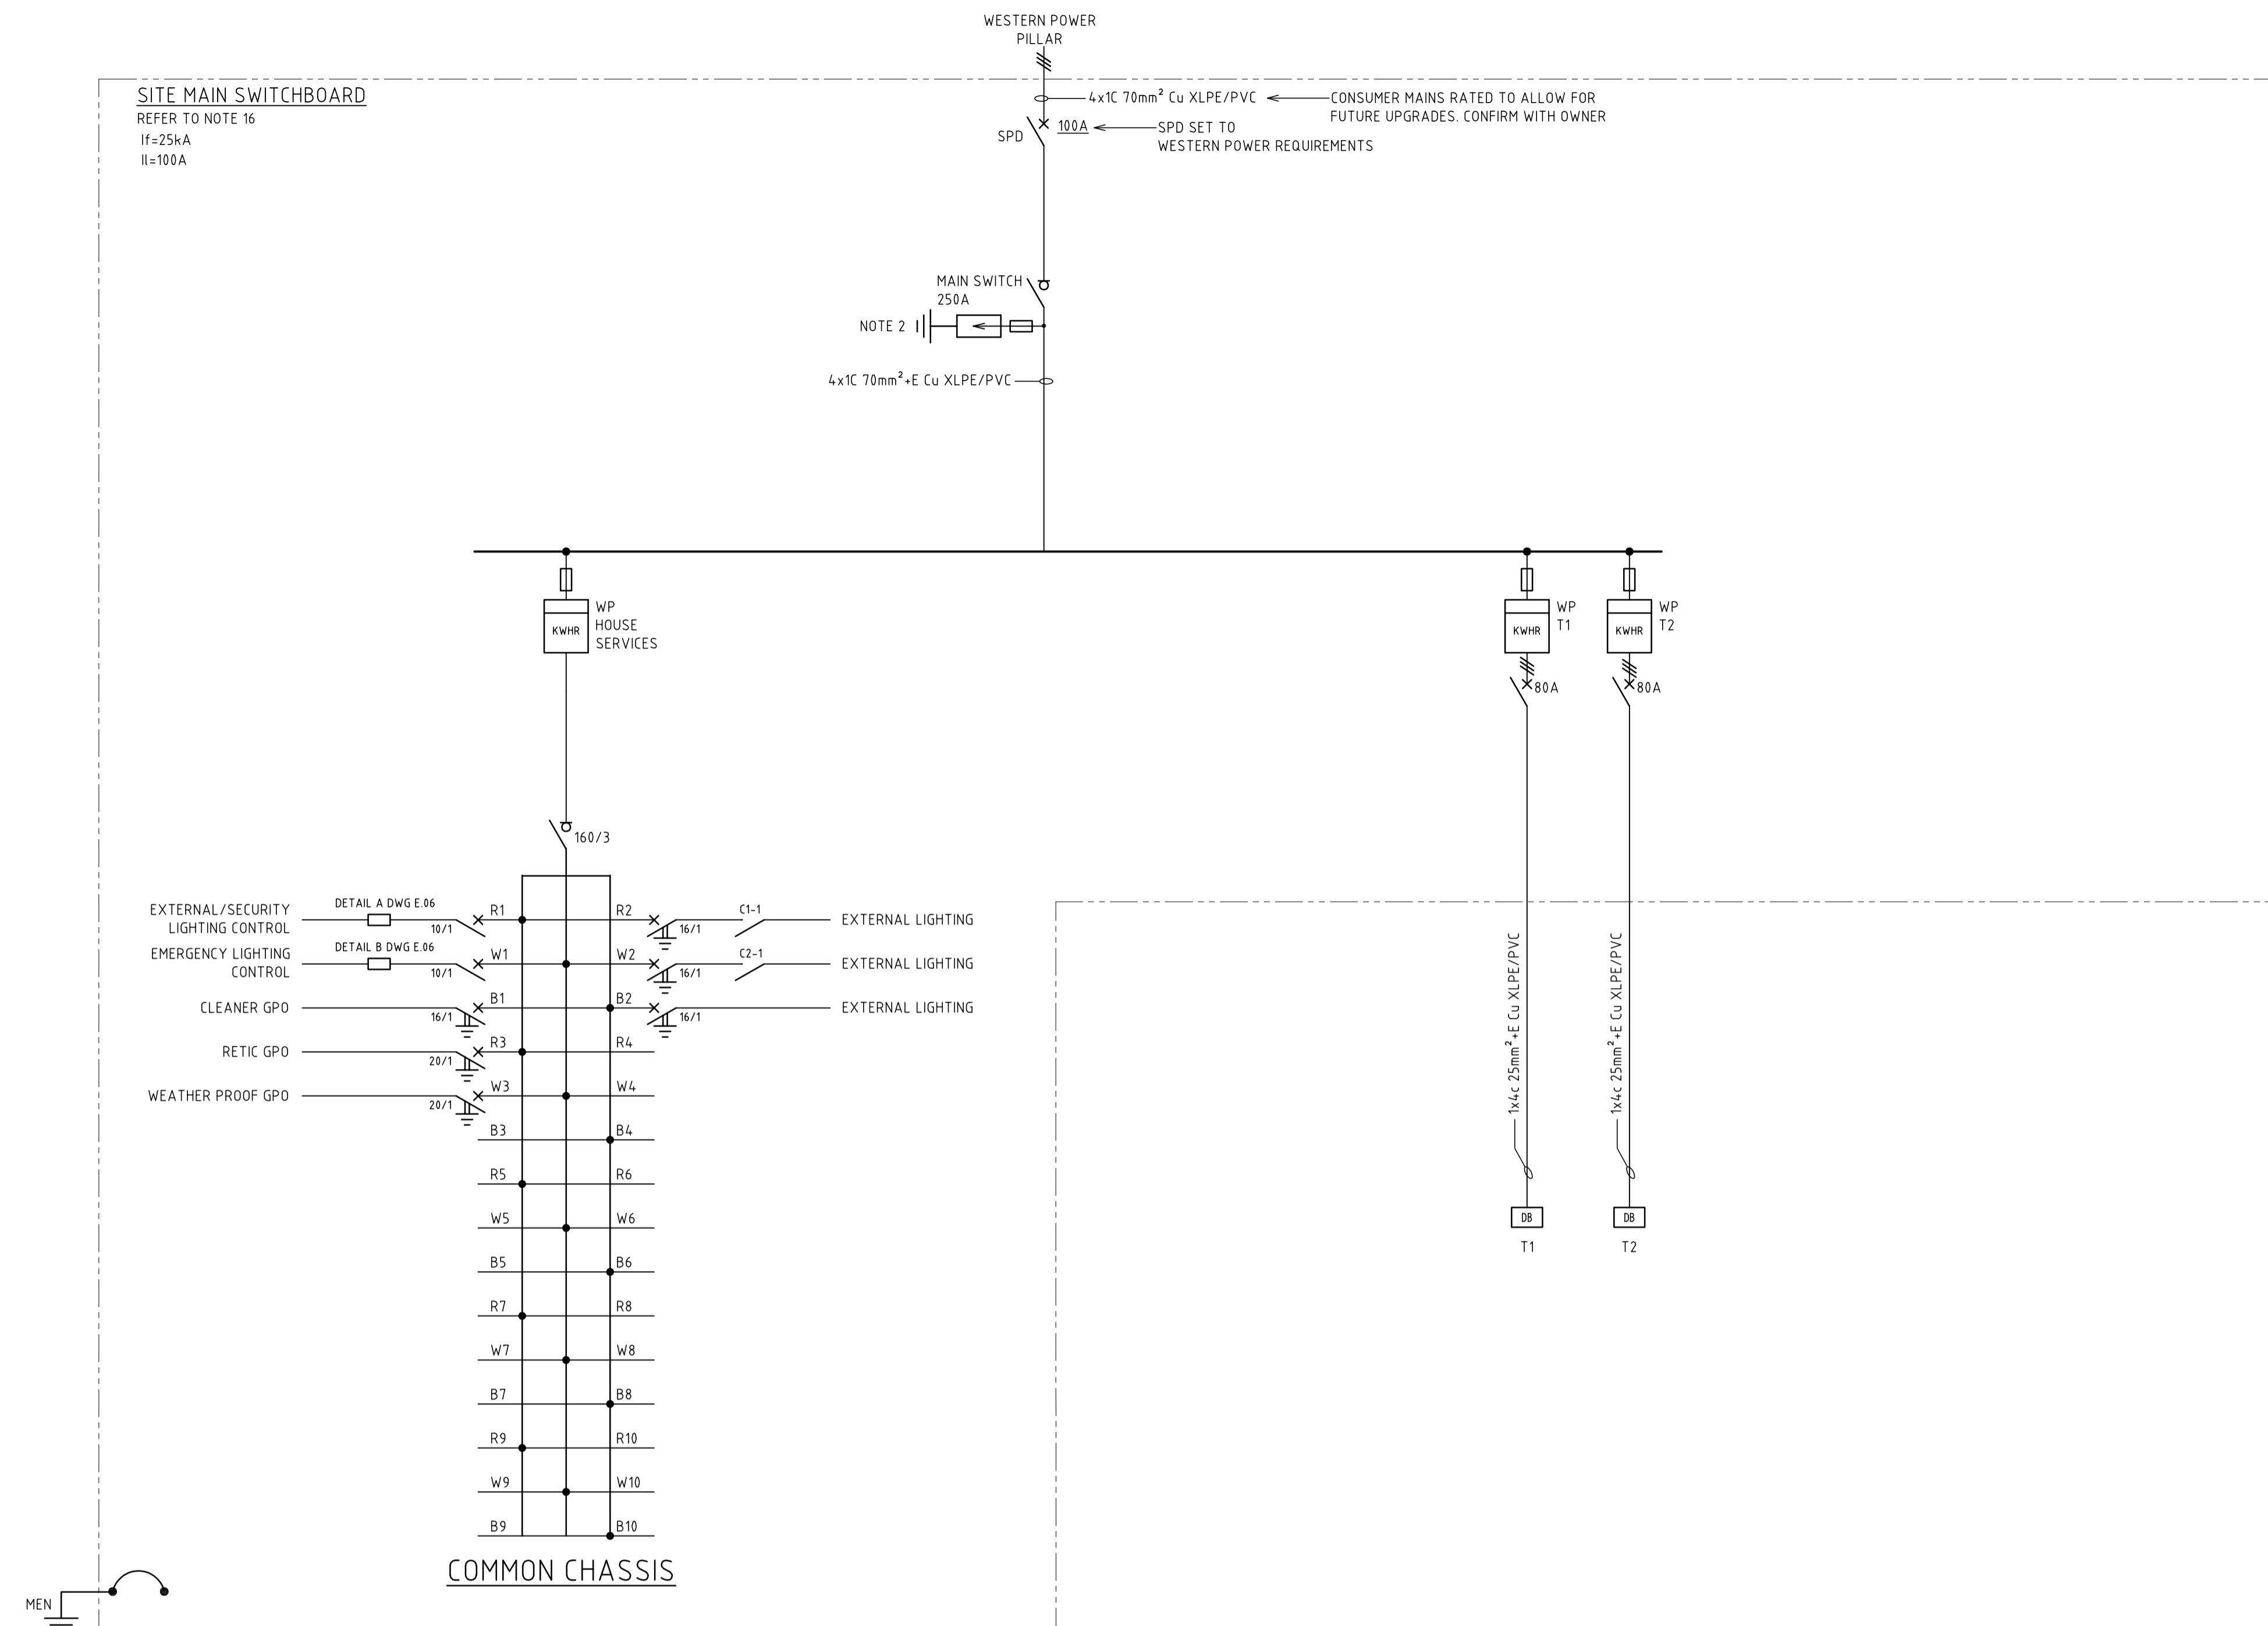 WESTERN POWER
PILLAR
SITE MAIN SWITCHBOARD
REFER TO NOTE 16
If=25kA
Il=100A
4x1C 70mm² Cu XLPE/PVC
CONSUMER MAINS RATED TO ALLOW FOR
FUTURE UPGRADES. CONFIRM WITH OWNER
SPD
100A
SPD SET TO
WESTERN POWER REQUIREMENTS
MAIN SWITCH
250A
NOTE 2
4x1C 70mm²+E Cu XLPE/PVC
KWHR
WP
HOUSE
SERVICES
KWHR
WP
T1
KWHR
WP
T2
80A
80A
160/3
EXTERNAL/SECURITY
LIGHTING CONTROL
DETAIL A DWG E.06
10/1
R1
R2
16/1
C1-1
EXTERNAL LIGHTING
EMERGENCY LIGHTING
CONTROL
DETAIL B DWG E.06
10/1
W1
W2
16/1
C2-1
EXTERNAL LIGHTING
CLEANER GPO
16/1
B1
B2
16/1
EXTERNAL LIGHTING
RETIC GPO
20/1
R3
R4
WEATHER PROOF GPO
20/1
W3
W4
B3
B4
R5
R6
W5
W6
B5
B6
R7
R8
W7
W8
B7
B8
R9
R10
W9
W10
B9
B10
COMMON CHASSIS
1x4c 25mm²+E Cu XLPE/PVC
1x4c 25mm²+E Cu XLPE/PVC
DB
T1
DB
T2
MEN